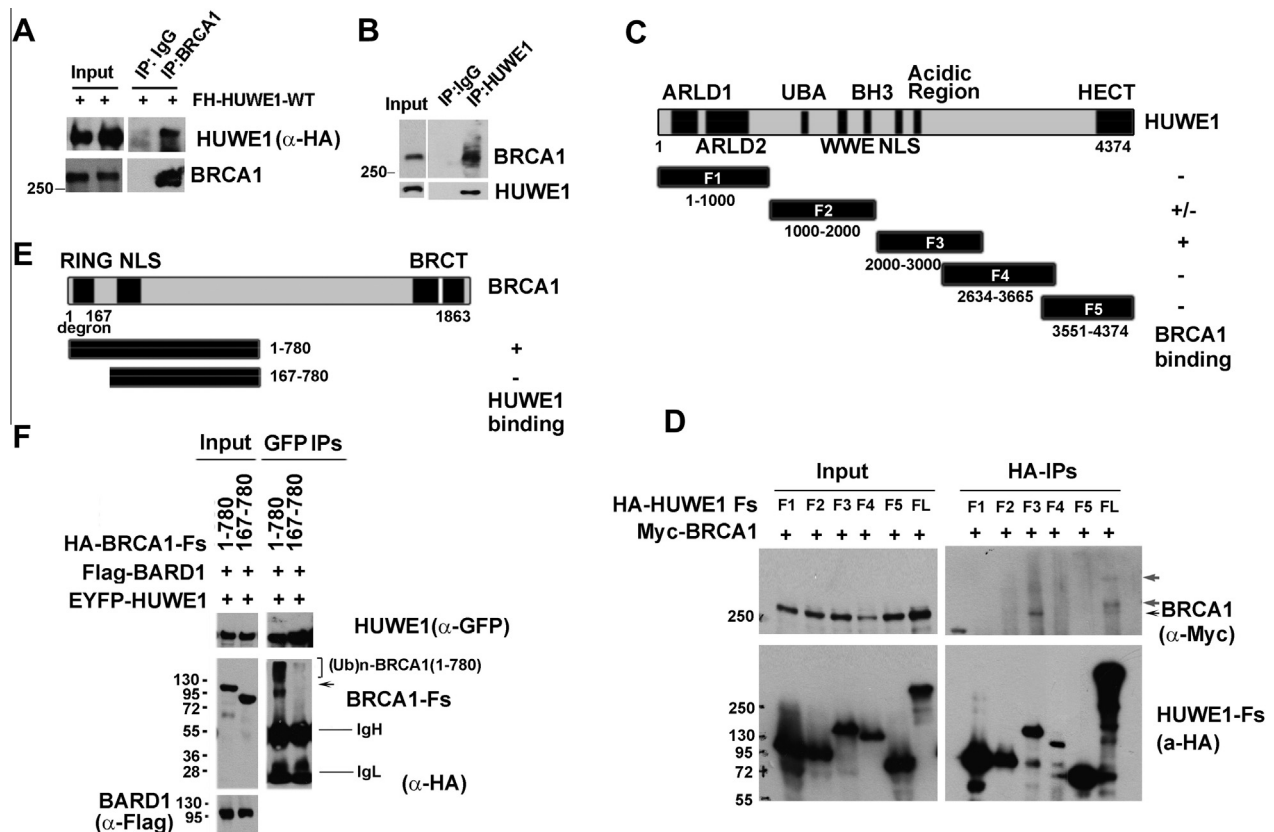 A
Input
IP: IgG
IP:BRCA1
+ + + + FH-HUWE1-WT
HUWE1 (α-HA)
BRCA1
250
B
Input
IP:IgG
IP:HUWE1
BRCA1
250
HUWE1
C
ARLD1 UBA BH3 Acidic Region HECT
HUWE1
1 ARLD2 WWE NLS 4374
F1 -
1-1000
F2 +/-
1000-2000
F3 +
2000-3000
F4 -
2634-3665
F5 -
3551-4374
BRCA1
binding
E
RING NLS BRCT
BRCA1
1 167 1863
degron
1-780 +
167-780 -
HUWE1
binding
F
Input GFP IPs
HA-BRCA1-Fs 1-780 167-780 1-780 167-780
Flag-BARD1 + + + +
EYFP-HUWE1 + + + +
HUWE1(α-GFP)
(Ub)n-BRCA1(1-780)
BRCA1-Fs
130
95
72
55
36
28
IgH
IgL
(α-HA)
BARD1
(α-Flag)
130
95
D
Input HA-IPs
HA-HUWE1 Fs F1 F2 F3 F4 F5 FL F1 F2 F3 F4 F5 FL
Myc-BRCA1 + + + + + + + + + + + +
250
BRCA1
(α-Myc)
250
130
95
72
55
HUWE1-Fs
(a-HA)